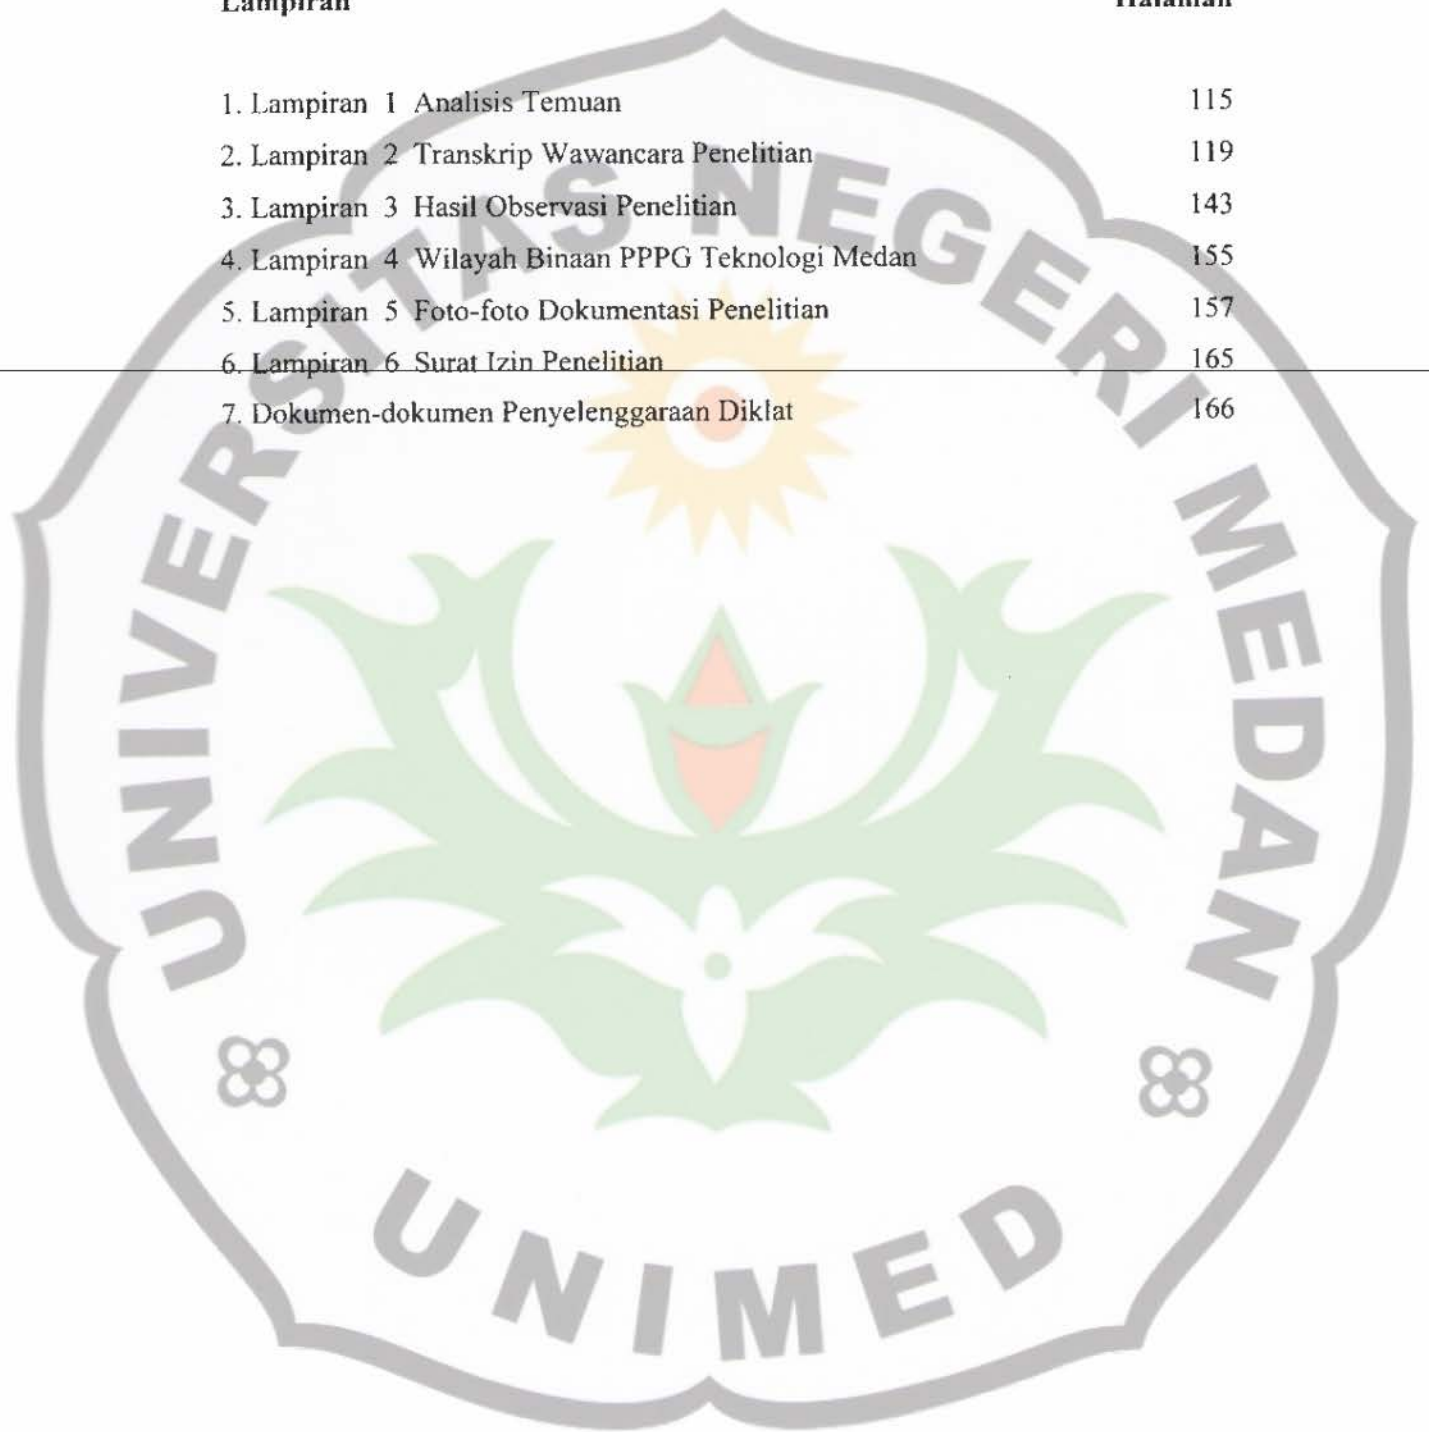 Lampiran Halaman
1. Lampiran 1 Analisis Temuan 115
2. Lampiran 2 Transkrip Wawancara Penelitian 119
3. Lampiran 3 Hasil Observasi Penelitian 143
4. Lampiran 4 Wilayah Binaan PPPG Teknologi Medan 155
5. Lampiran 5 Foto-foto Dokumentasi Penelitian 157
6. Lampiran 6 Surat Izin Penelitian 165
7. Dokumen-dokumen Penyelenggaraan Diklat 166
UNIVERSITAS NEGERI MEDAN
UNIMED